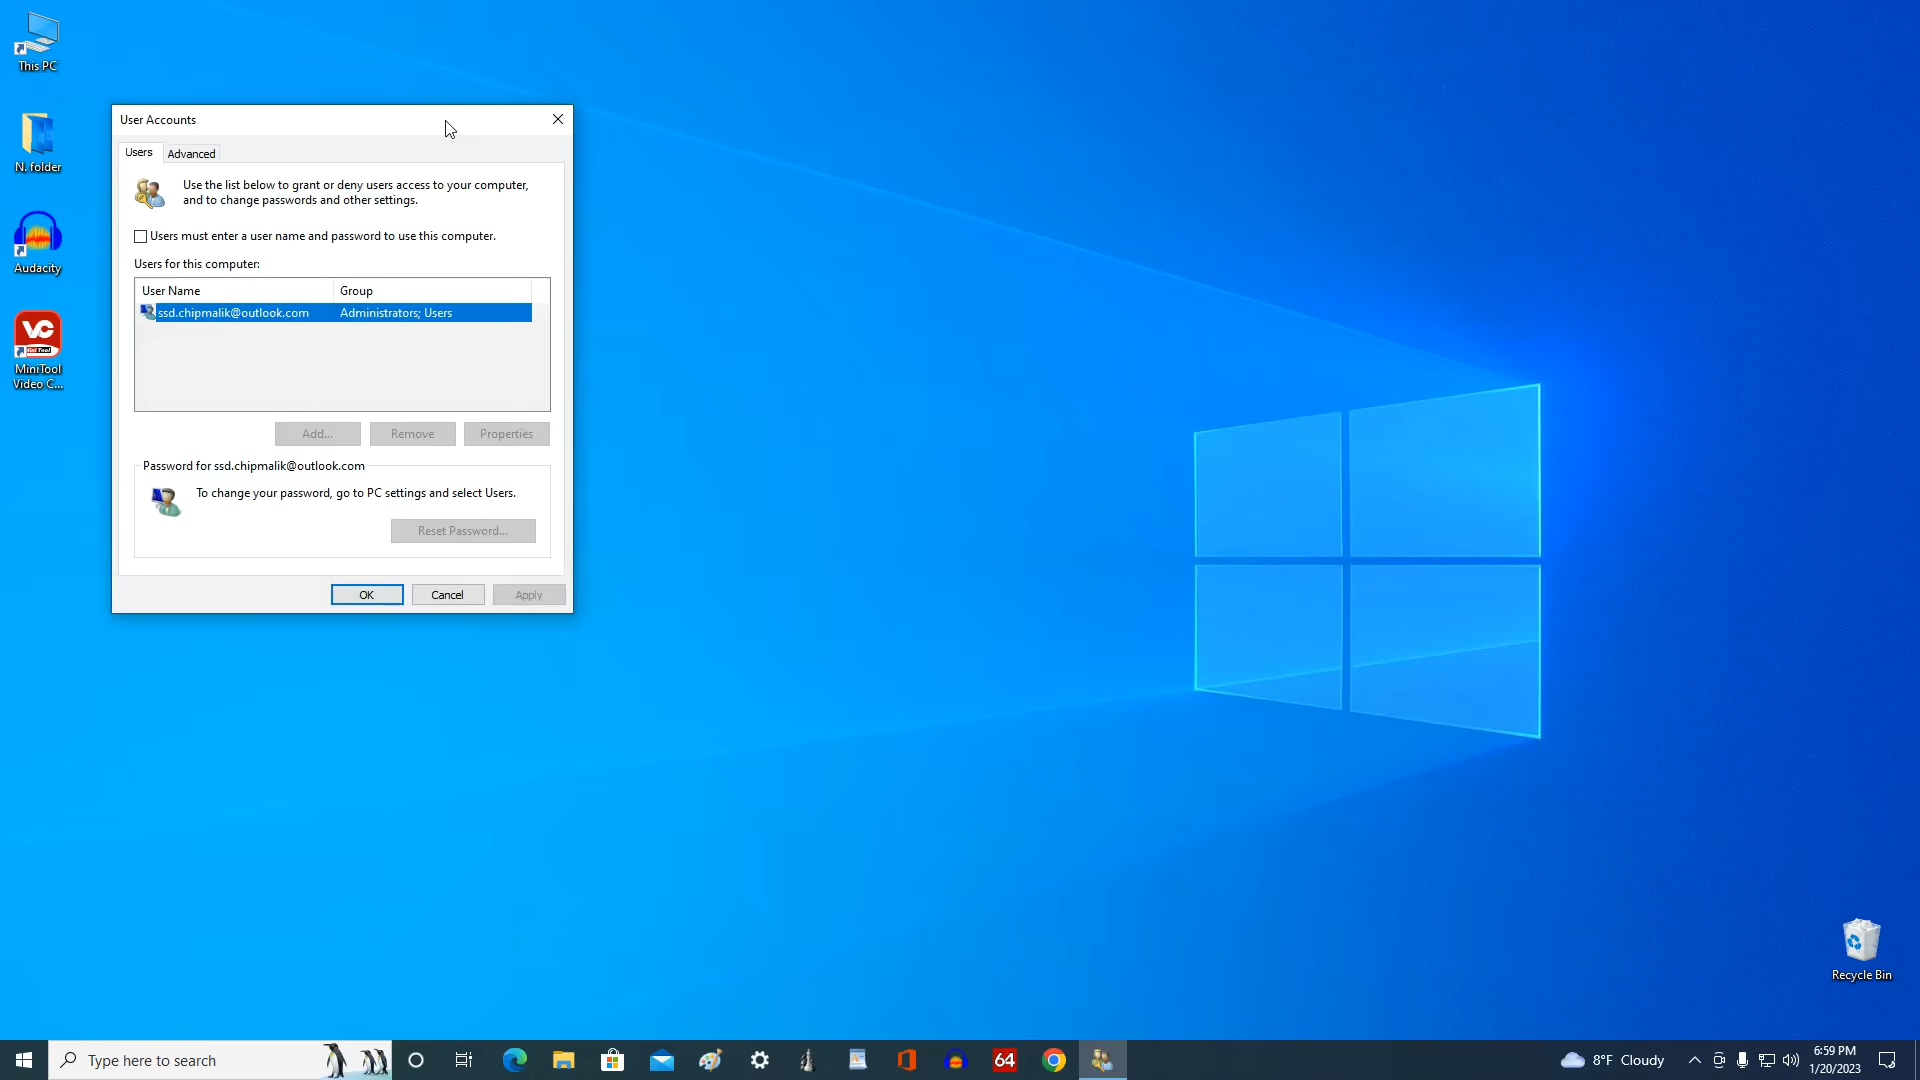 This PC
N. folder
Audacity
VC
Mini Tool
MiniTool
Video C...
User Accounts
Users
Advanced
Use the list below to grant or deny users access to your computer,
and to change passwords and other settings.
Users must enter a user name and password to use this computer.
Users for this computer:
User Name
Group
ssd.chipmalik@outlook.com
Administrators; Users
Add...
Remove
Properties
Password for ssd.chipmalik@outlook.com
To change your password, go to PC settings and select Users.
Reset Password...
OK
Cancel
Apply
Recycle Bin
Type here to search
64
8°F Cloudy
6:59 PM
1/20/2023